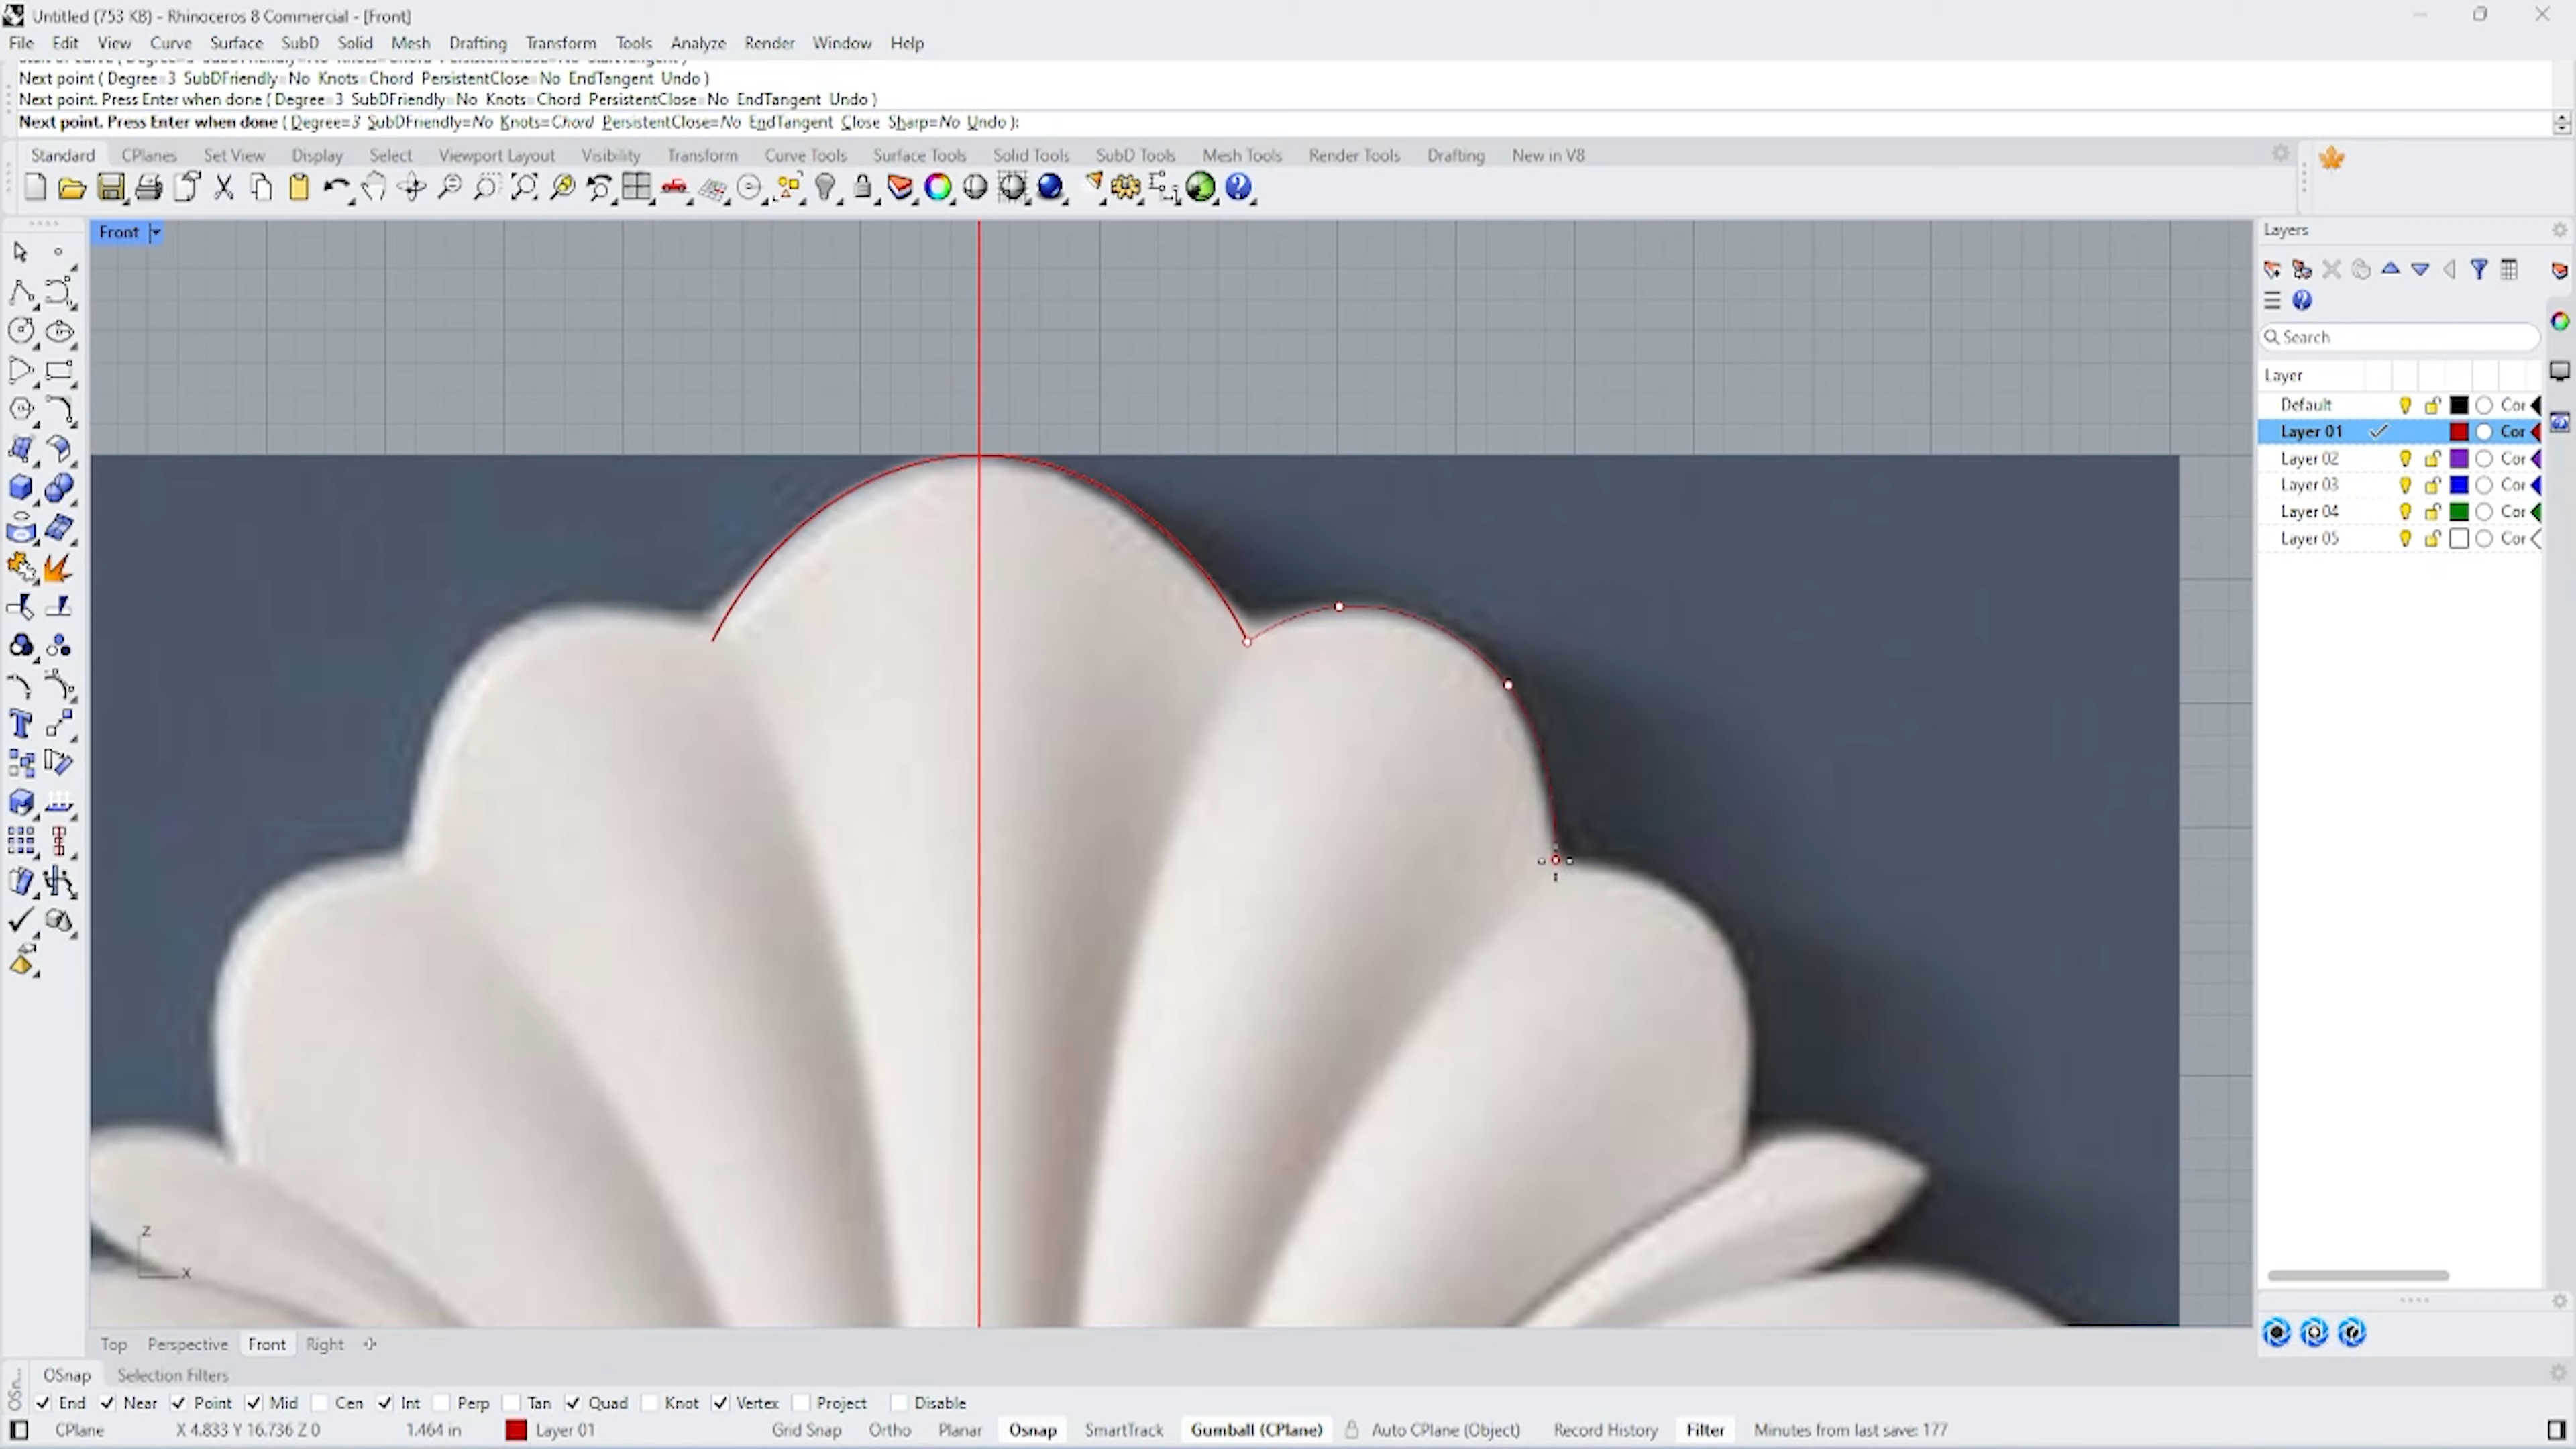 Untitled (753 KB) - Rhinoceros 8 Commercial - [Front]
File Edit View Curve Surface SubD Solid Mesh Drafting Transform Tools Analyze Render Window Help
Next point ( Degree=3 SubDFriendly=No Knots=Chord PersistentClose=No EndTangent Undo )
Next point. Press Enter when done ( Degree=3 SubDFriendly=No Knots=Chord PersistentClose=No EndTangent Undo )
Next point. Press Enter when done ( Degree=3 SubDFriendly=No Knots=Chord PersistentClose=No EndTangent Close Sharp=No Undo ):
Standard CPlanes Set View Display Select Viewport Layout Visibility Transform Curve Tools Surface Tools Solid Tools SubD Tools Mesh Tools Render Tools Drafting New in V8
Front
Layers
Search
Layer
Default Cor
Layer 01 Cor
Layer 02 Cor
Layer 03 Cor
Layer 04 Cor
Layer 05 Cor
z
x
Top Perspective Front Right
OSn...
OSnap Selection Filters
End Near Point Mid Cen Int Perp Tan Quad Knot Vertex Project Disable
CPlane X 4.833 Y 16.736 Z 0 1.464 in Layer 01 Grid Snap Ortho Planar Osnap SmartTrack Gumball (CPlane) Auto CPlane (Object) Record History Filter Minutes from last save: 177